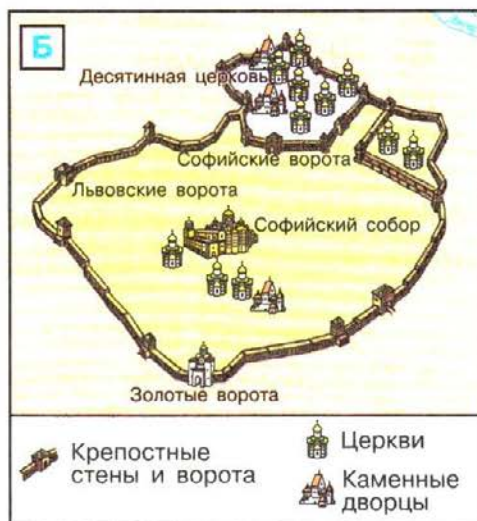 Б
Десятинная церковь
Софийские ворота
Львовские ворота
Софийский собор
Золотые ворота
Крепостные
стены и ворота
Церкви
Каменные
дворцы